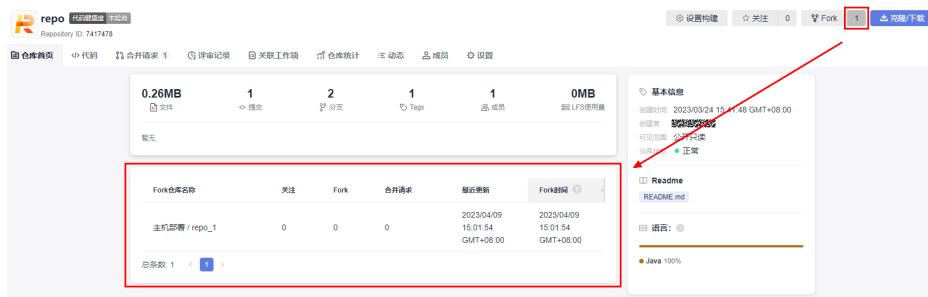 repo 代码健康度 未检查
Repository ID: 7417478
设置构建 关注 0 Fork 1 克隆/下载
仓库首页 代码 合并请求 1 评审记录 关联工作项 仓库统计 动态 成员 设置
0.26MB 1 2 1 1 0MB
文件 提交 分支 Tags 成员 LFS使用量
暂无
Fork仓库名称 关注 Fork 合并请求 最近更新 Fork时间
主机部署 / repo_1 0 0 0 2023/04/09 15:01:54 GMT+08:00 2023/04/09 15:01:54 GMT+08:00
总条数: 1 < 1 >
基本信息
创建时间: 2023/03/24 15:41:48 GMT+08:00
创建者:
可见范围: 公开只读
仓库状态: 正常
Readme
README.md
语言:
Java 100%